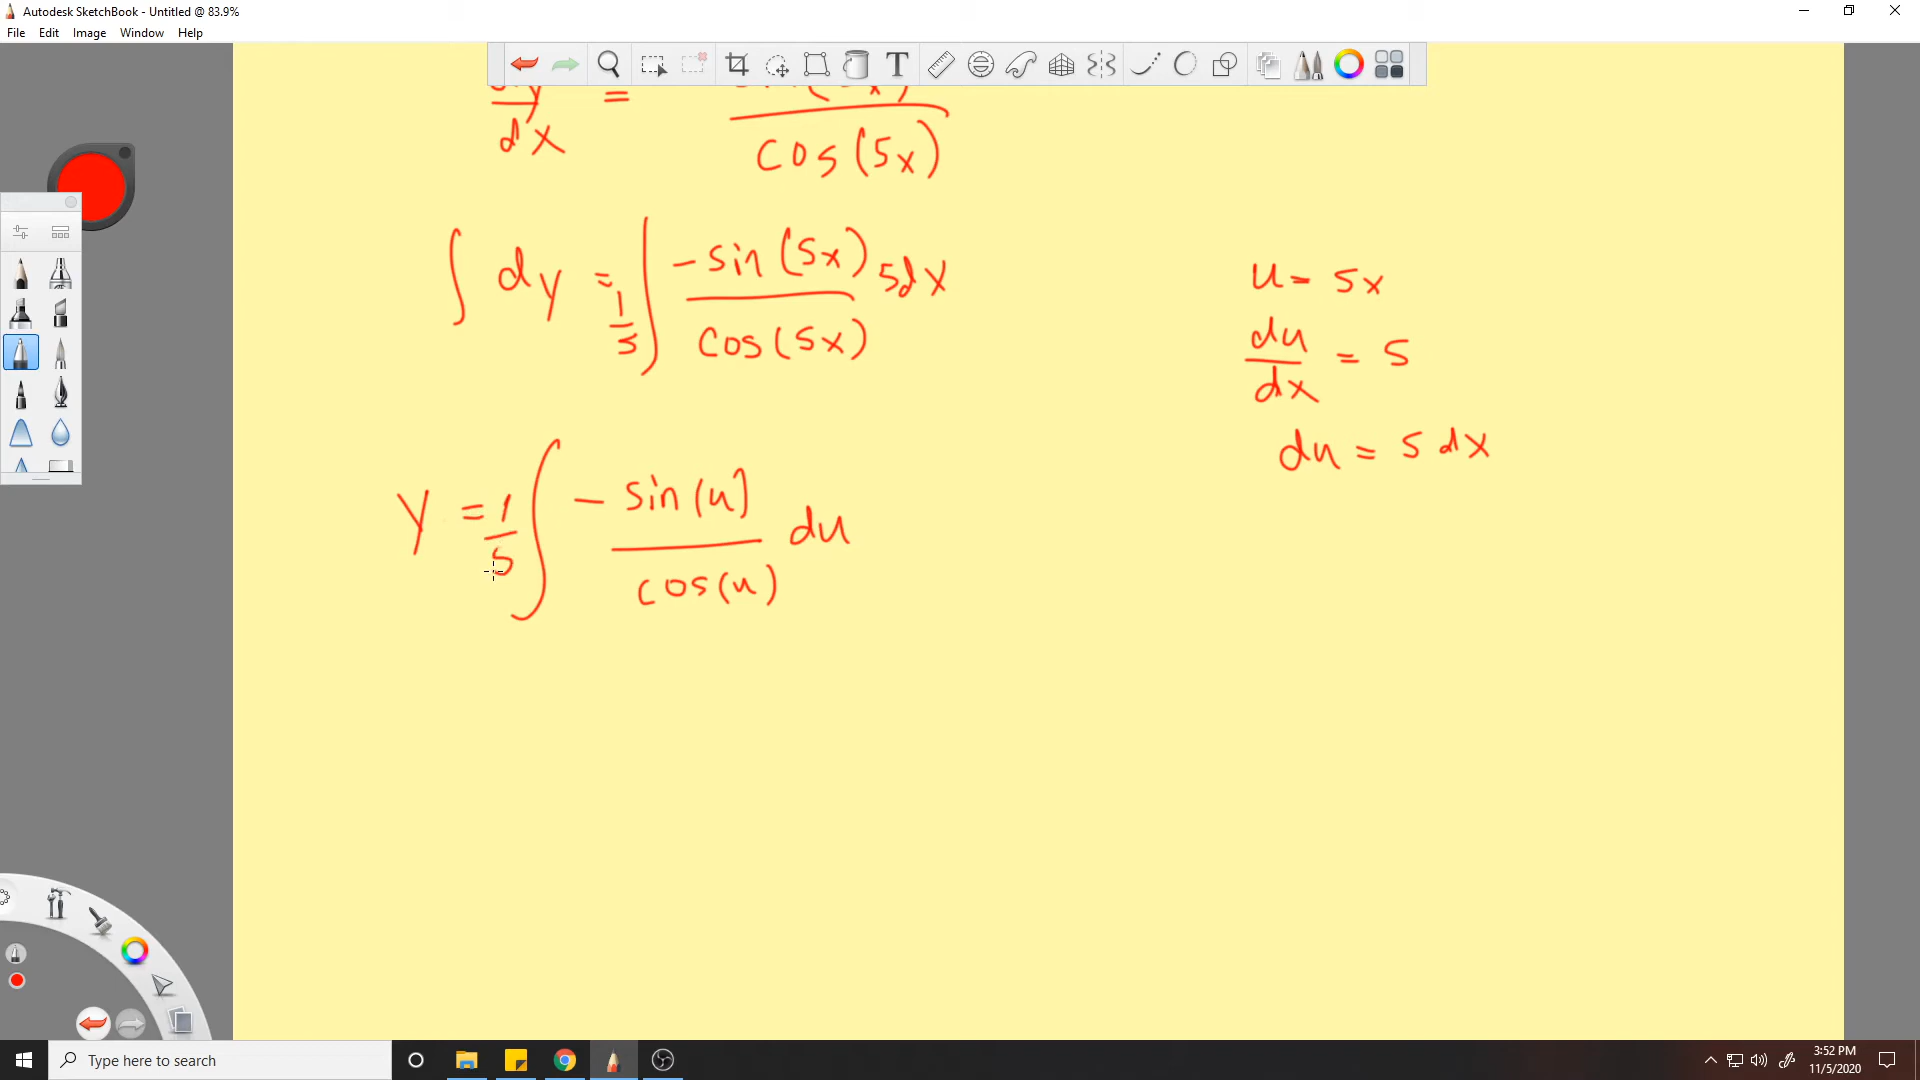 Autodesk SketchBook - Untitled @ 83.9%
File Edit Image Window Help
T
dy/dx =
cos(5x)
∫ dy = 1/5 ∫ -sin(5x)/cos(5x) 5dx
u = 5x
du/dx = 5
du = 5 dx
y = 1/5 ∫ - sin(u)/cos(u) du
Type here to search
3:52 PM
11/5/2020